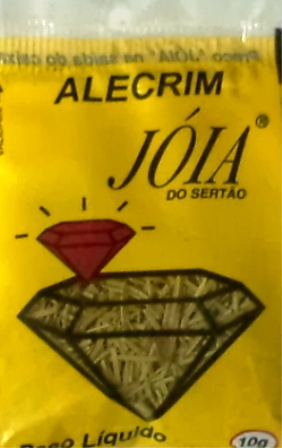 ALECRIM
JÓIA®
DO SERTÃO
Peso Líquido
10g